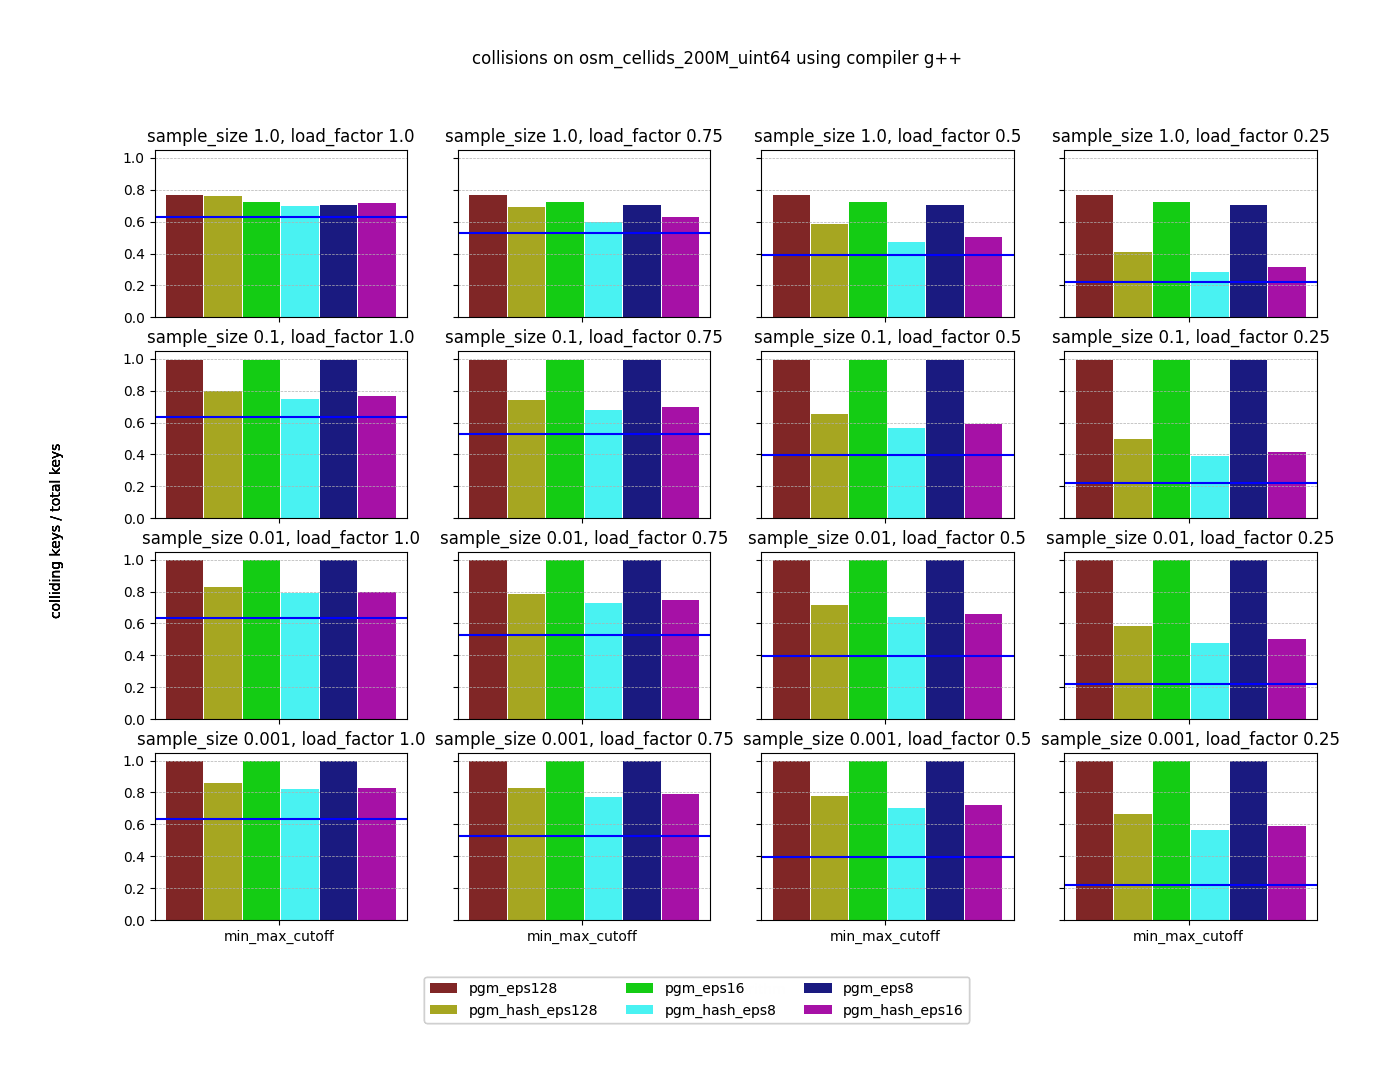 collisions on osm_cellids_200M_uint64 using compiler g++
sample_size 1.0, load_factor 1.0
sample_size 1.0, load_factor 0.75
sample_size 1.0, load_factor 0.5
sample_size 1.0, load_factor 0.25
1.0
0.8
0.6
0.4
0.2
0.0
sample_size 0.1, load_factor 1.0
sample_size 0.1, load_factor 0.75
sample_size 0.1, load_factor 0.5
sample_size 0.1, load_factor 0.25
1.0
0.8
0.6
0.4
0.2
0.0
colliding keys / total keys
sample_size 0.01, load_factor 1.0
sample_size 0.01, load_factor 0.75
sample_size 0.01, load_factor 0.5
sample_size 0.01, load_factor 0.25
1.0
0.8
0.6
0.4
0.2
0.0
sample_size 0.001, load_factor 1.0
sample_size 0.001, load_factor 0.75
sample_size 0.001, load_factor 0.5
sample_size 0.001, load_factor 0.25
1.0
0.8
0.6
0.4
0.2
0.0
min_max_cutoff
min_max_cutoff
min_max_cutoff
min_max_cutoff
pgm_eps128
pgm_hash_eps128
pgm_eps16
pgm_hash_eps8
pgm_eps8
pgm_hash_eps16